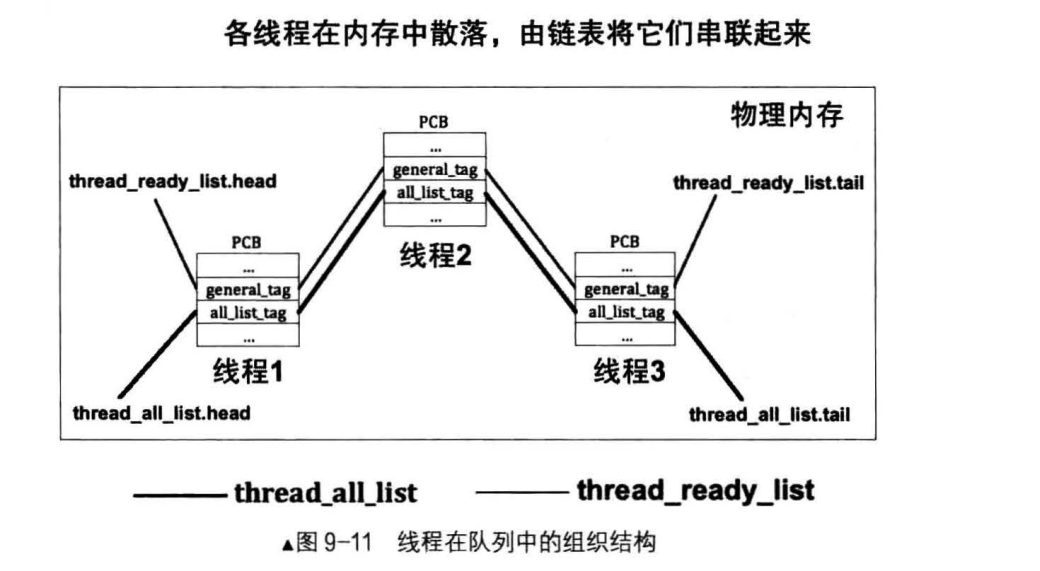 各线程在内存中散落，由链表将它们串联起来
物理内存
PCB
...
general_tag
all_list_tag
...
线程2
thread_ready_list.head
thread_ready_list.tail
PCB
...
general_tag
all_list_tag
...
线程1
PCB
...
general_tag
all_list_tag
...
线程3
thread_all_list.head
thread_all_list.tail
thread_all_list
thread_ready_list
▲图 9-11 线程在队列中的组织结构